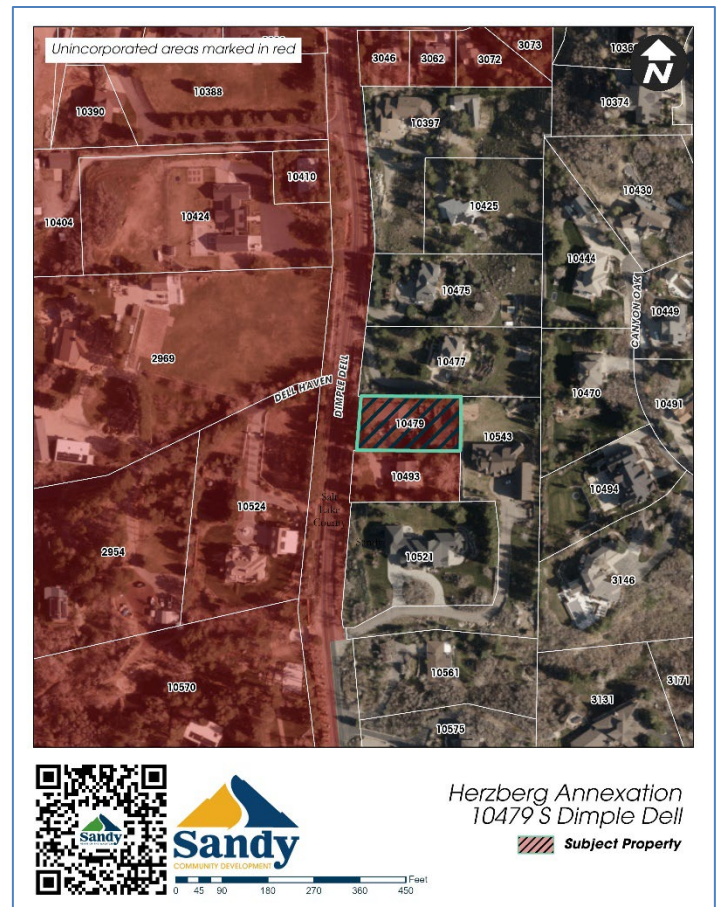 Unincorporated areas marked in red
N
3046
3062
3072
3073
10388
10390
10397
10374
10410
10404
10424
10425
10430
10444
10475
10449
CANYON OAK
2969
DELL HAVEN
DIMPLE DELL
10477
10470
10491
10479
10543
10493
10494
10524
Salt
Lake
County
10521
2954
3146
10561
10570
3171
3131
10575
Sandy
Sandy
COMMUNITY DEVELOPMENT
0 45 90 180 270 360 450 Feet
Herzberg Annexation
10479 S Dimple Dell
Subject Property